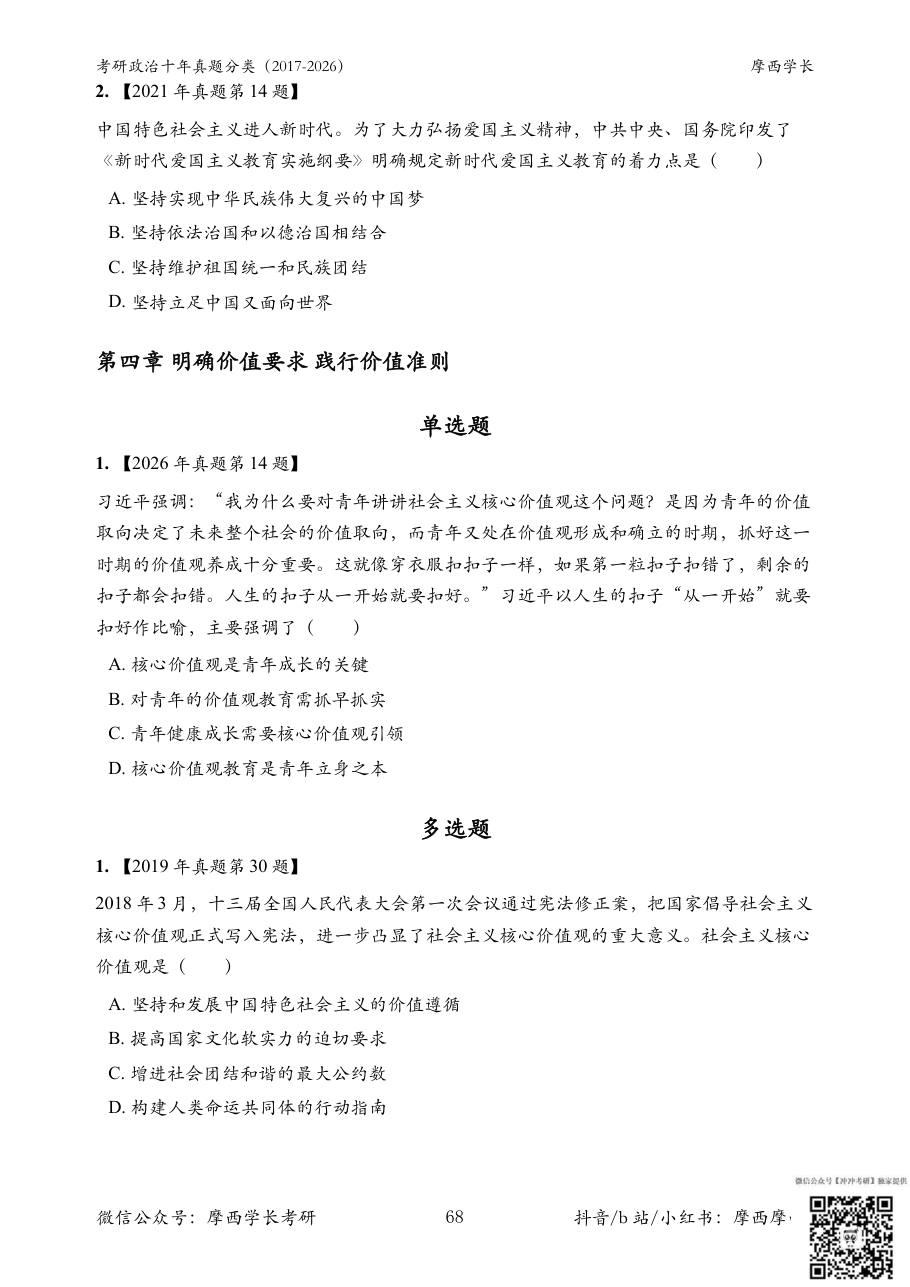 考研政治十年真题分类（2017-2026） 摩西学长
2. 【2021 年真题第 14 题】
中国特色社会主义进入新时代。为了大力弘扬爱国主义精神，中共中央、国务院印发了
《新时代爱国主义教育实施纲要》明确规定新时代爱国主义教育的着力点是（ ）
A. 坚持实现中华民族伟大复兴的中国梦
B. 坚持依法治国和以德治国相结合
C. 坚持维护祖国统一和民族团结
D. 坚持立足中国又面向世界
第四章 明确价值要求 践行价值准则
单选题
1. 【2026 年真题第 14 题】
习近平强调：“我为什么要对青年讲讲社会主义核心价值观这个问题？是因为青年的价值
取向决定了未来整个社会的价值取向，而青年又处在价值观形成和确立的时期，抓好这一
时期的价值观养成十分重要。这就像穿衣服扣扣子一样，如果第一粒扣子扣错了，剩余的
扣子都会扣错。人生的扣子从一开始就要扣好。”习近平以人生的扣子“从一开始”就要
扣好作比喻，主要强调了（ ）
A. 核心价值观是青年成长的关键
B. 对青年的价值观教育需抓早抓实
C. 青年健康成长需要核心价值观引领
D. 核心价值观教育是青年立身之本
多选题
1. 【2019 年真题第 30 题】
2018 年 3 月，十三届全国人民代表大会第一次会议通过宪法修正案，把国家倡导社会主义
核心价值观正式写入宪法，进一步凸显了社会主义核心价值观的重大意义。社会主义核心
价值观是（ ）
A. 坚持和发展中国特色社会主义的价值遵循
B. 提高国家文化软实力的迫切要求
C. 增进社会团结和谐的最大公约数
D. 构建人类命运共同体的行动指南
微信公众号【冲冲考研】独家提供
微信公众号：摩西学长考研 68 抖音/b 站/小红书：摩西摩